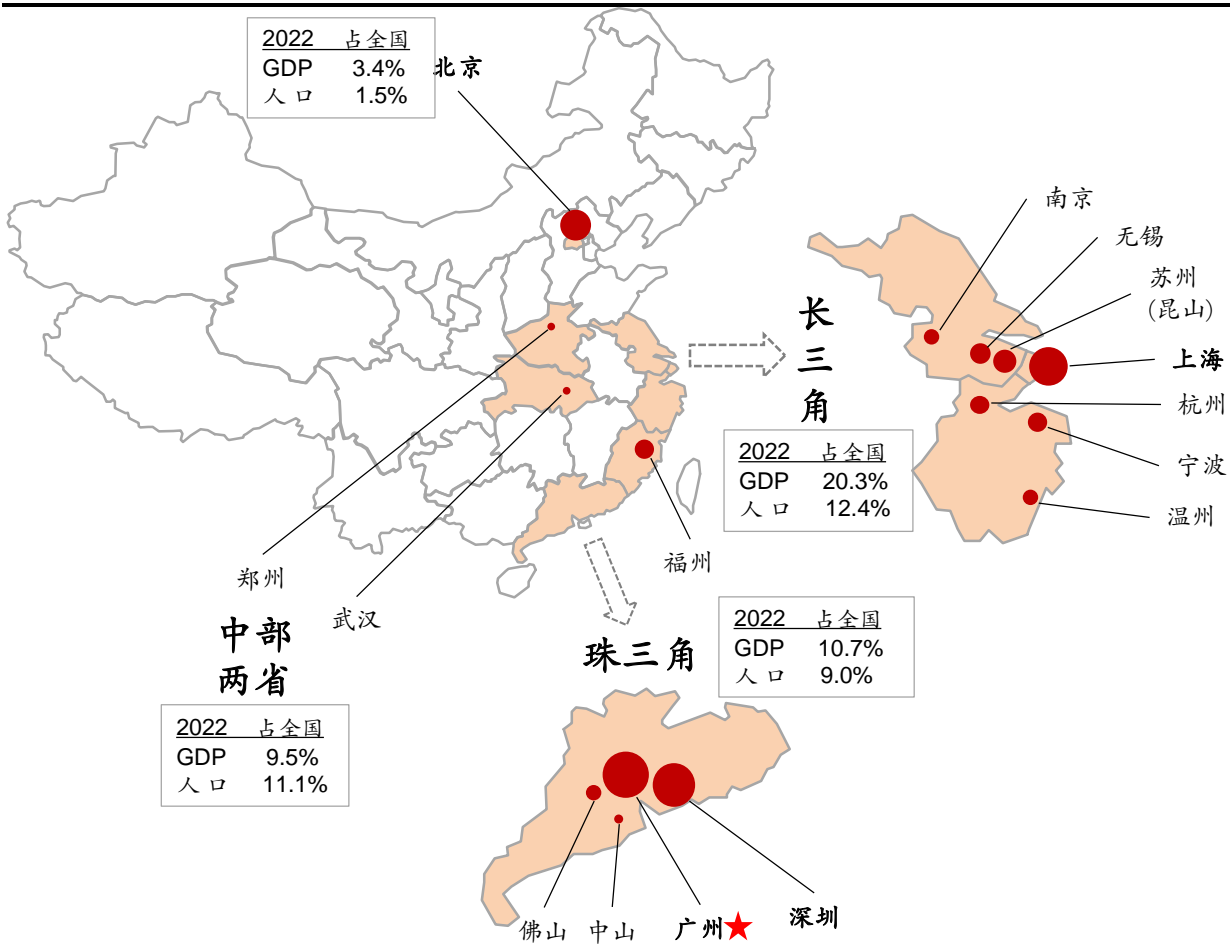 2022 占全国
GDP 3.4%
人口 1.5%
北京
南京
无锡
苏州
(昆山)
上海
杭州
宁波
温州
长
三
角
2022 占全国
GDP 20.3%
人口 12.4%
郑州
武汉
福州
中部
两省
2022 占全国
GDP 9.5%
人口 11.1%
珠三角
2022 占全国
GDP 10.7%
人口 9.0%
佛山
中山
广州
深圳